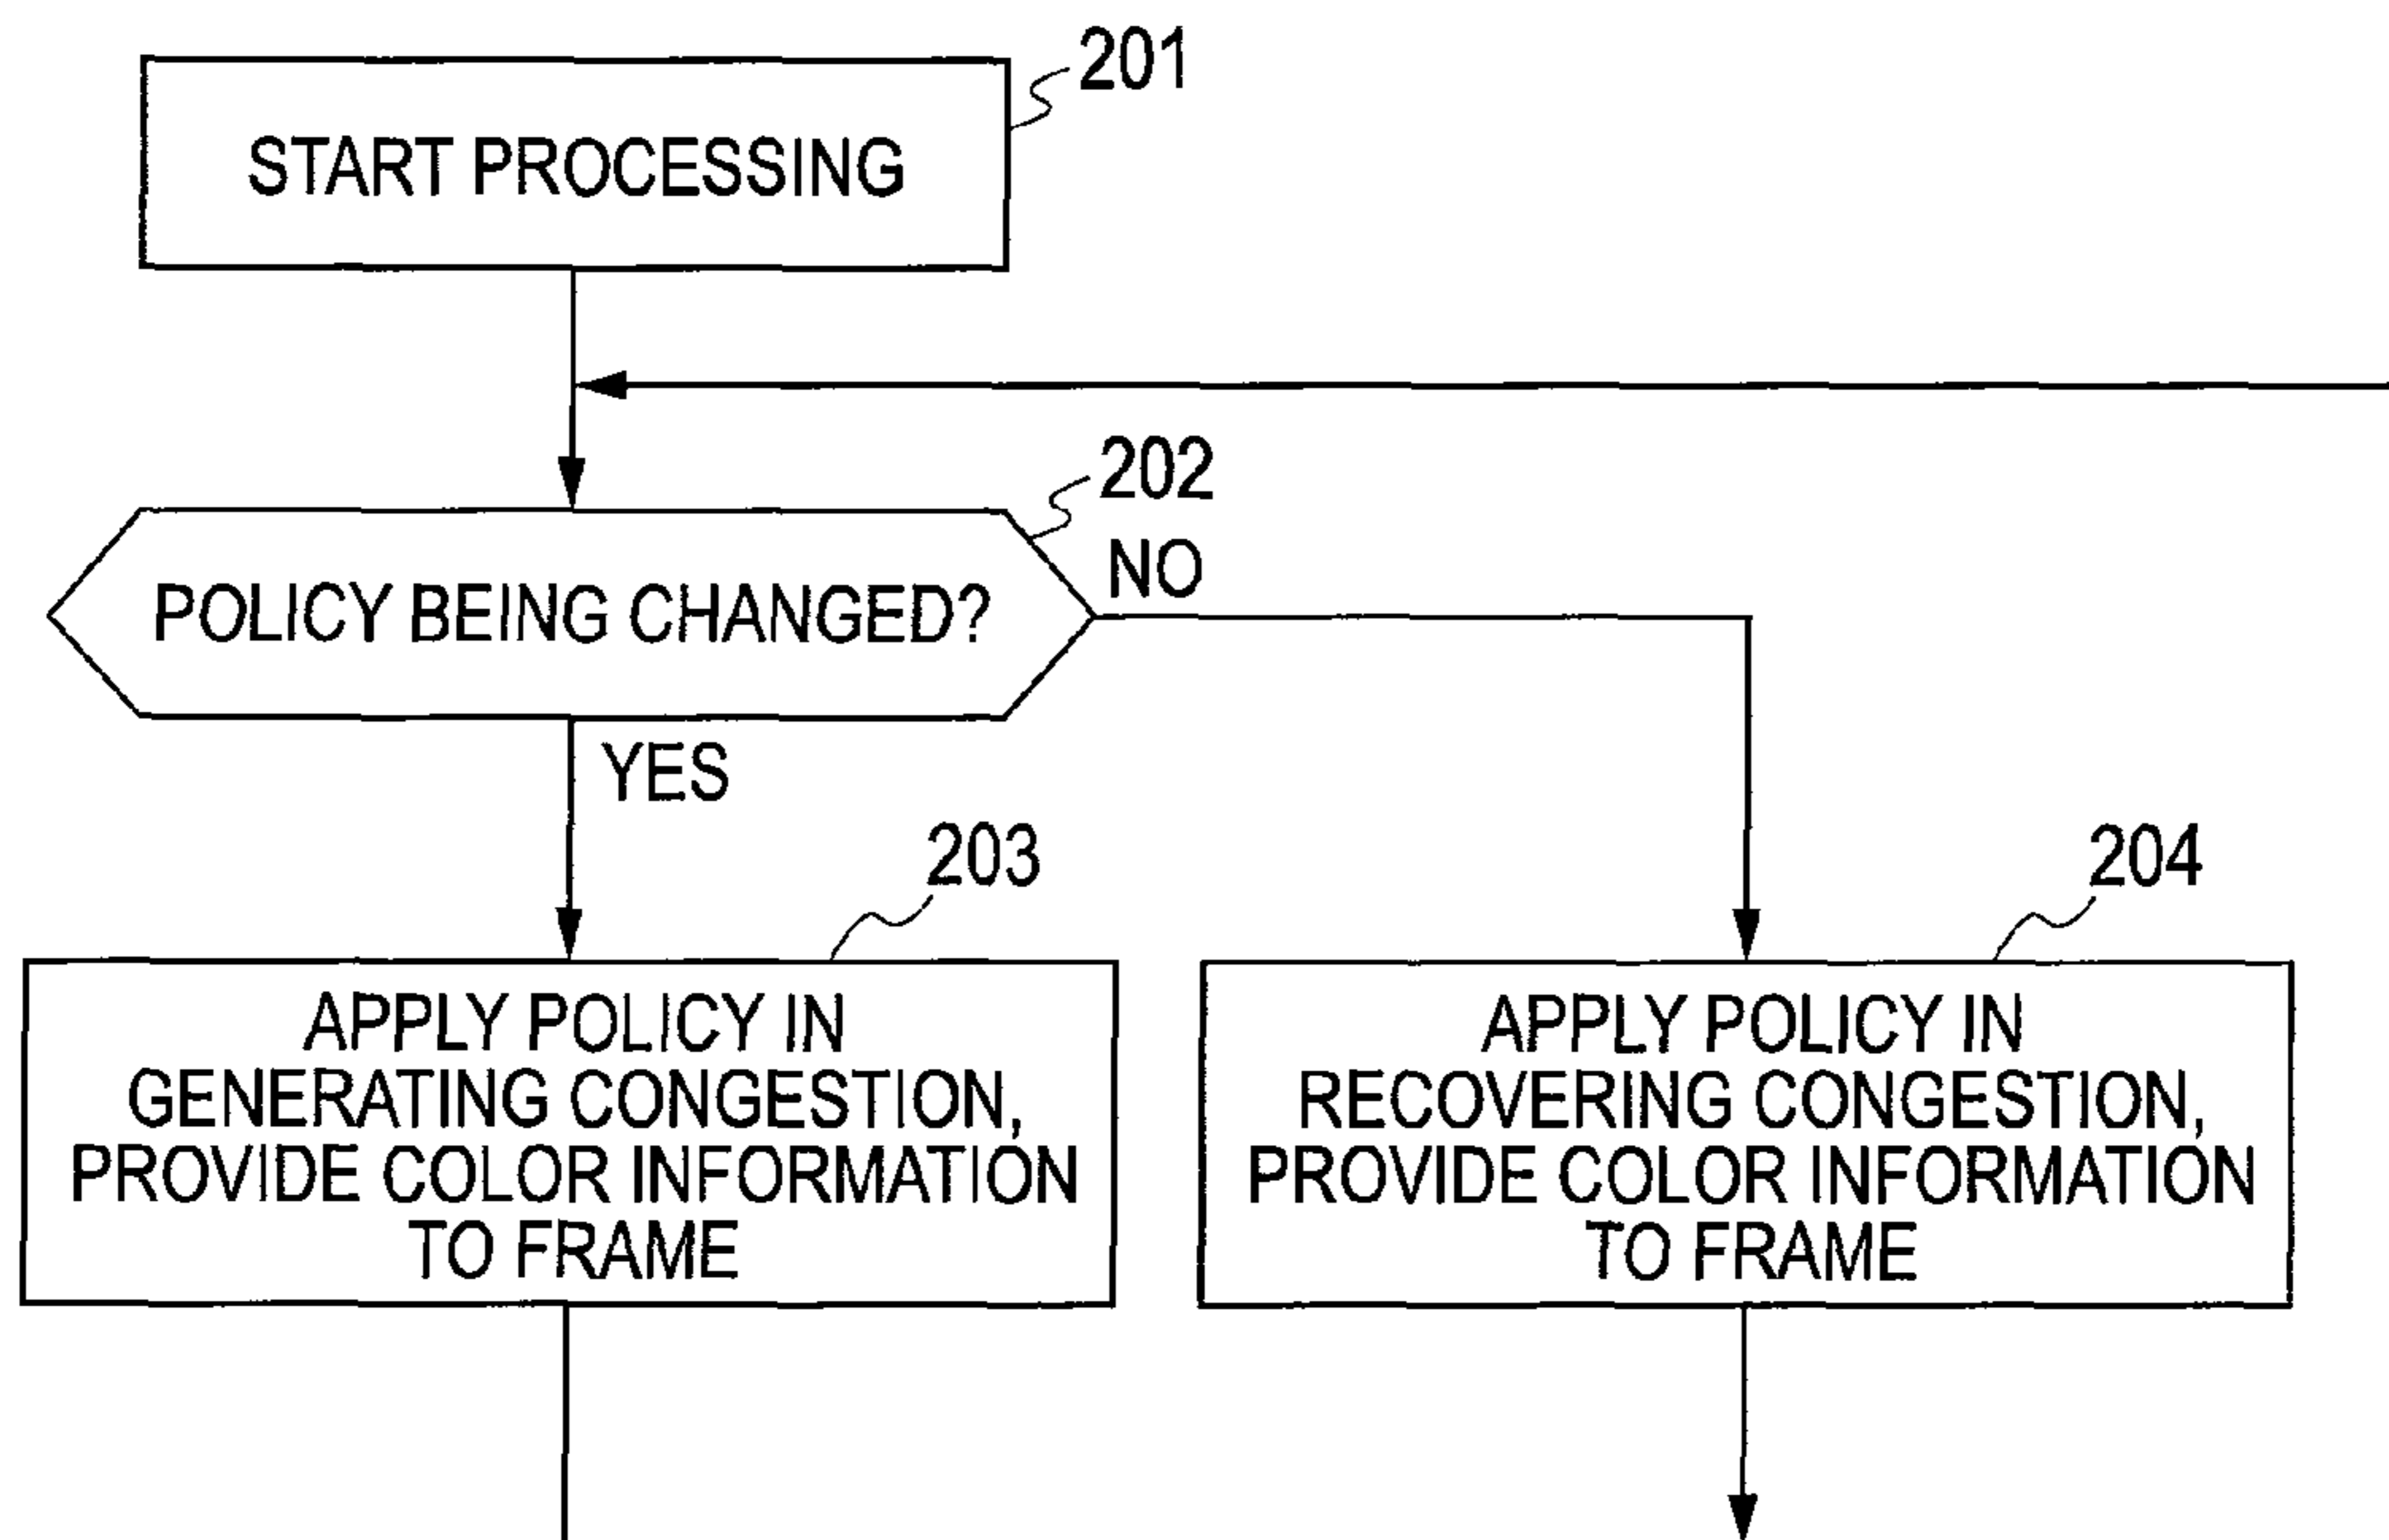 201
START PROCESSING
202
NO
POLICY BEING CHANGED?
YES
203
APPLY POLICY IN
GENERATING CONGESTION,
PROVIDE COLOR INFORMATION
TO FRAME
204
APPLY POLICY IN
RECOVERING CONGESTION,
PROVIDE COLOR INFORMATION
TO FRAME